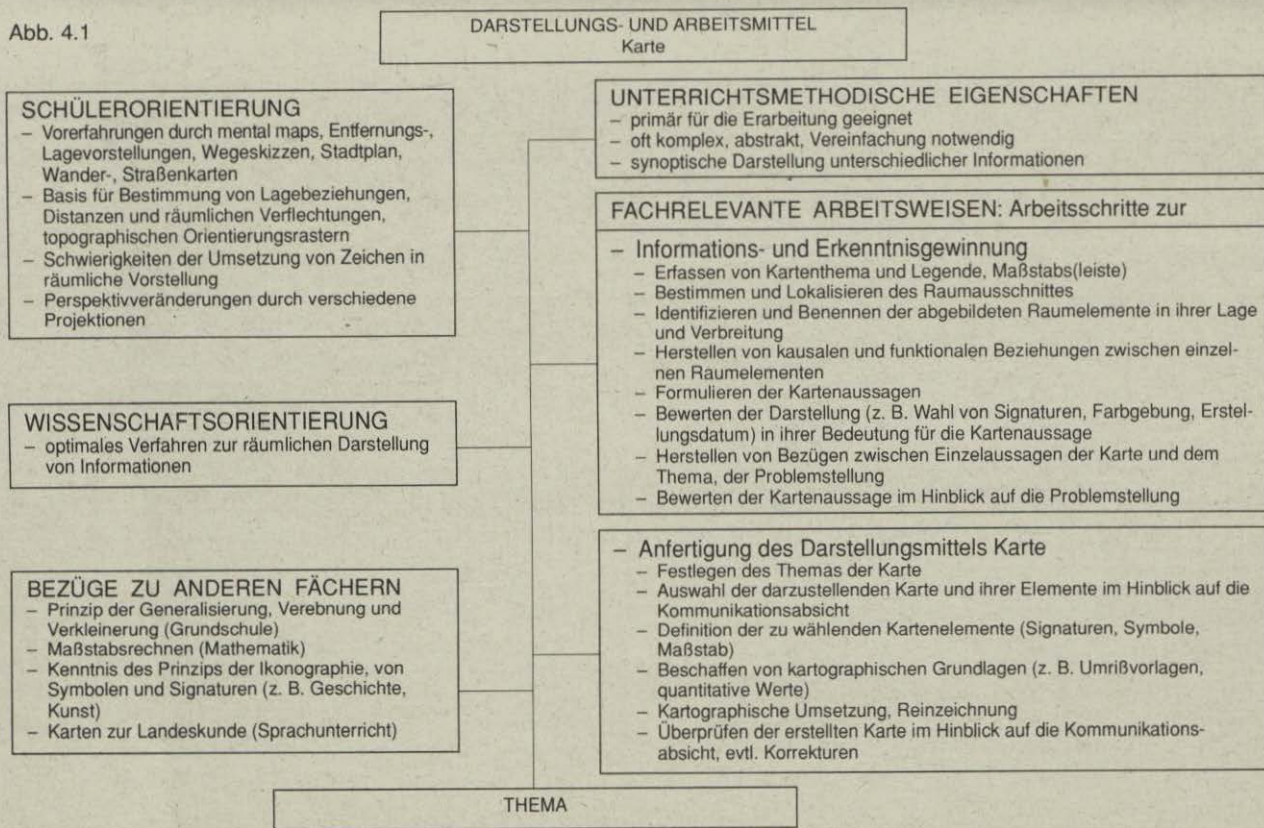 Abb. 4.1
DARSTELLUNGS- UND ARBEITSMITTEL
Karte
SCHÜLERORIENTIERUNG
– Vorerfahrungen durch mental maps, Entfernungs-,
Lagevorstellungen, Wegeskizzen, Stadtplan,
Wander-, Straßenkarten
– Basis für Bestimmung von Lagebeziehungen,
Distanzen und räumlichen Verflechtungen,
topographischen Orientierungsrastern
– Schwierigkeiten der Umsetzung von Zeichen in
räumliche Vorstellung
– Perspektivveränderungen durch verschiedene
Projektionen
WISSENSCHAFTSORIENTIERUNG
– optimales Verfahren zur räumlichen Darstellung
von Informationen
BEZÜGE ZU ANDEREN FÄCHERN
– Prinzip der Generalisierung, Verebnung und
Verkleinerung (Grundschule)
– Maßstabsrechnen (Mathematik)
– Kenntnis des Prinzips der Ikonographie, von
Symbolen und Signaturen (z. B. Geschichte,
Kunst)
– Karten zur Landeskunde (Sprachunterricht)
UNTERRICHTSMETHODISCHE EIGENSCHAFTEN
– primär für die Erarbeitung geeignet
– oft komplex, abstrakt, Vereinfachung notwendig
– synoptische Darstellung unterschiedlicher Informationen
FACHRELEVANTE ARBEITSWEISEN: Arbeitsschritte zur
– Informations- und Erkenntnisgewinnung
– Erfassen von Kartenthema und Legende, Maßstabs(leiste)
– Bestimmen und Lokalisieren des Raumausschnittes
– Identifizieren und Benennen der abgebildeten Raumelemente in ihrer Lage
und Verbreitung
– Herstellen von kausalen und funktionalen Beziehungen zwischen einzel-
nen Raumelementen
– Formulieren der Kartenaussagen
– Bewerten der Darstellung (z. B. Wahl von Signaturen, Farbgebung, Erstel-
lungsdatum) in ihrer Bedeutung für die Kartenaussage
– Herstellen von Bezügen zwischen Einzelaussagen der Karte und dem
Thema, der Problemstellung
– Bewerten der Kartenaussage im Hinblick auf die Problemstellung
– Anfertigung des Darstellungsmittels Karte
– Festlegen des Themas der Karte
– Auswahl der darzustellenden Karte und ihrer Elemente im Hinblick auf die
Kommunikationsabsicht
– Definition der zu wählenden Kartenelemente (Signaturen, Symbole,
Maßstab)
– Beschaffen von kartographischen Grundlagen (z. B. Umrißvorlagen,
quantitative Werte)
– Kartographische Umsetzung, Reinzeichnung
– Überprüfen der erstellten Karte im Hinblick auf die Kommunikations-
absicht, evtl. Korrekturen
THEMA